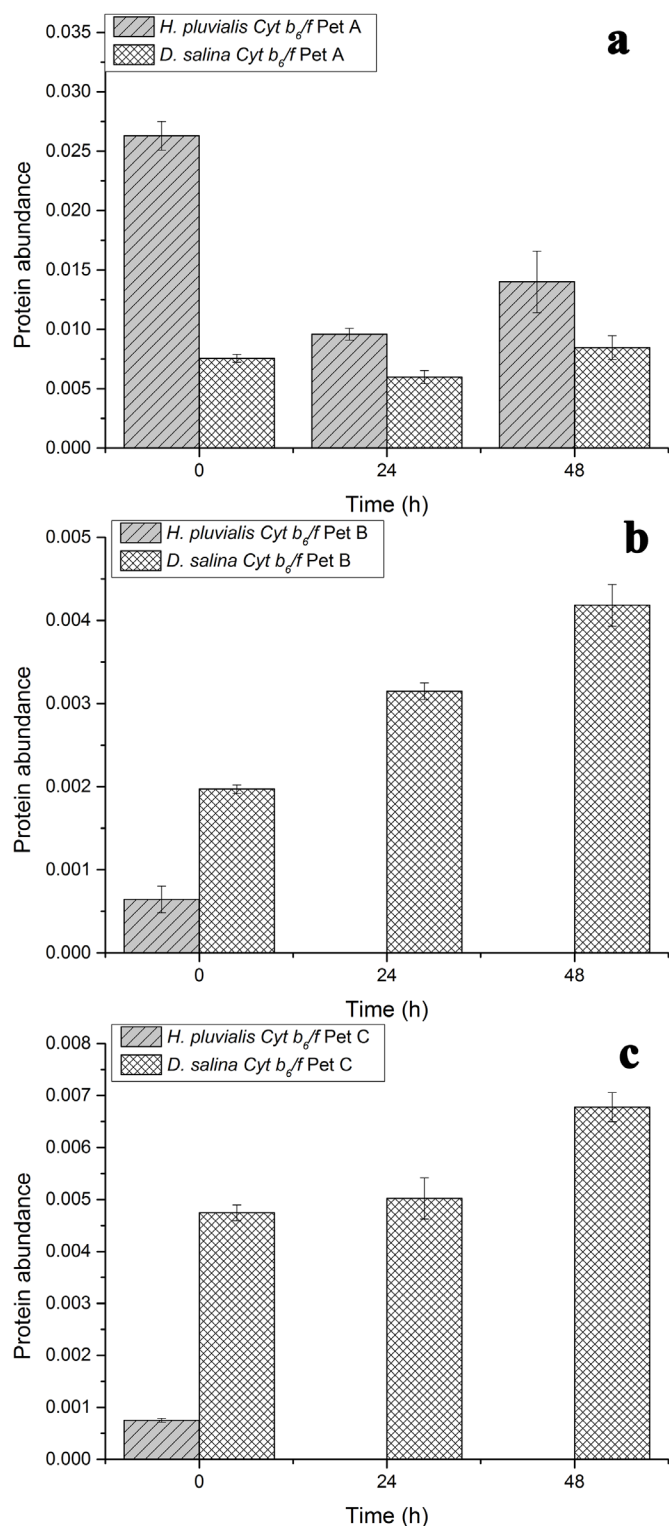 H. pluvialis Cyt b₆/f Pet A
D. salina Cyt b₆/f Pet A
a
0.035
0.030
0.025
0.020
0.015
0.010
0.005
0.000
Protein abundance
0 24 48
Time (h)
H. pluvialis Cyt b₆/f Pet B
D. salina Cyt b₆/f Pet B
b
0.005
0.004
0.003
0.002
0.001
0.000
Protein abundance
0 24 48
Time (h)
H. pluvialis Cyt b₆/f Pet C
D. salina Cyt b₆/f Pet C
c
0.008
0.007
0.006
0.005
0.004
0.003
0.002
0.001
0.000
Protein abundance
0 24 48
Time (h)